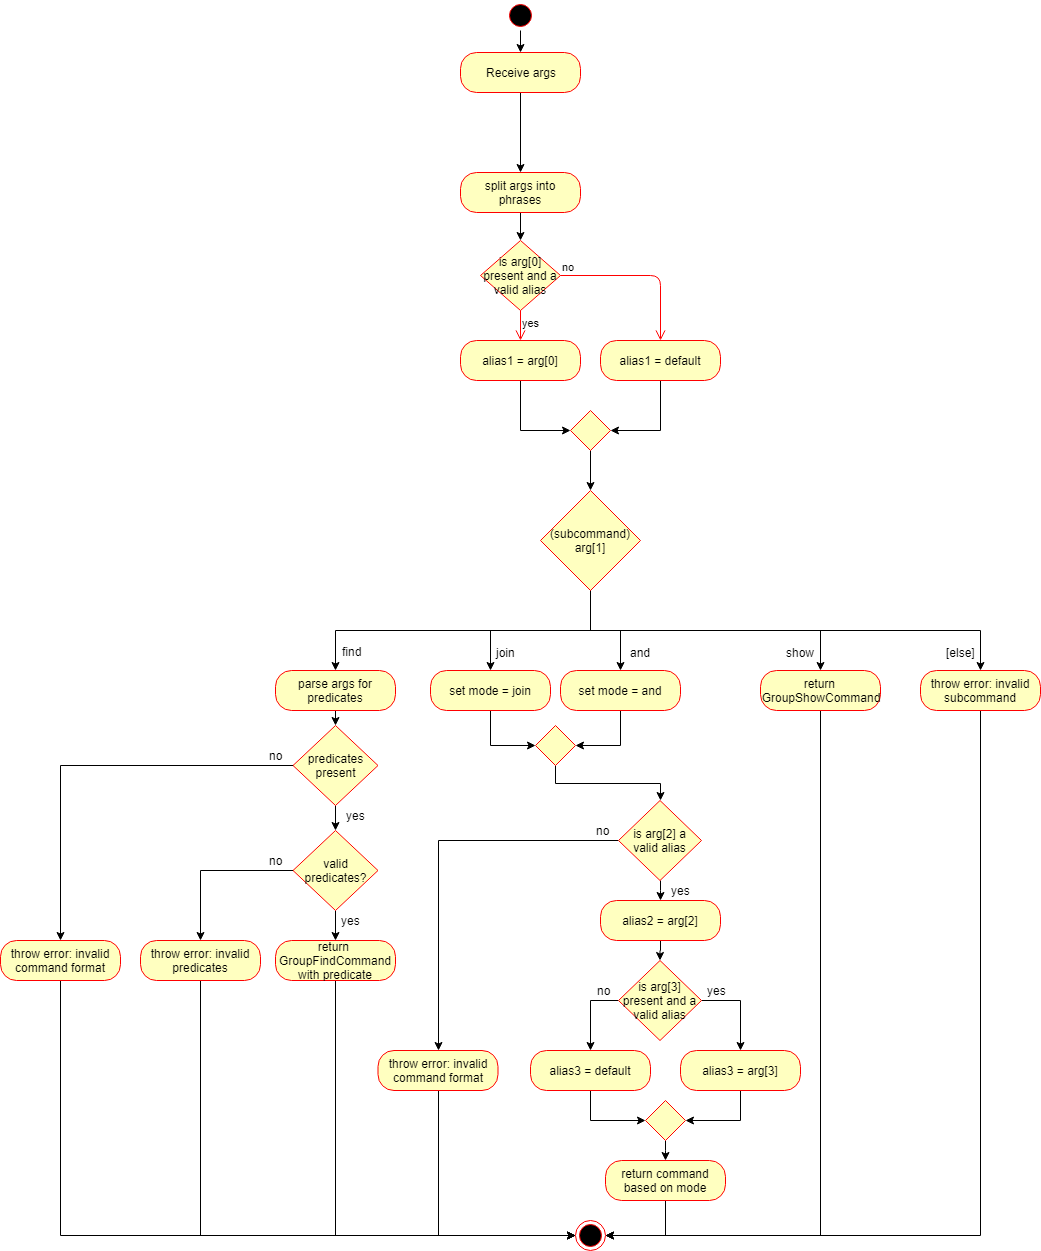 Receive args
split args into
phrases
is arg[0]
present and a
valid alias
no
yes
alias1 = arg[0]
alias1 = default
(subcommand)
arg[1]
find
join
and
show
[else]
parse args for
predicates
set mode = join
set mode = and
return
GroupShowCommand
throw error: invalid
subcommand
no
predicates
present
yes
no
is arg[2] a
valid alias
yes
no
valid
predicates?
yes
alias2 = arg[2]
throw error: invalid
command format
throw error: invalid
predicates
return
GroupFindCommand
with predicate
no
is arg[3]
present and a
valid alias
yes
throw error: invalid
command format
alias3 = default
alias3 = arg[3]
return command
based on mode